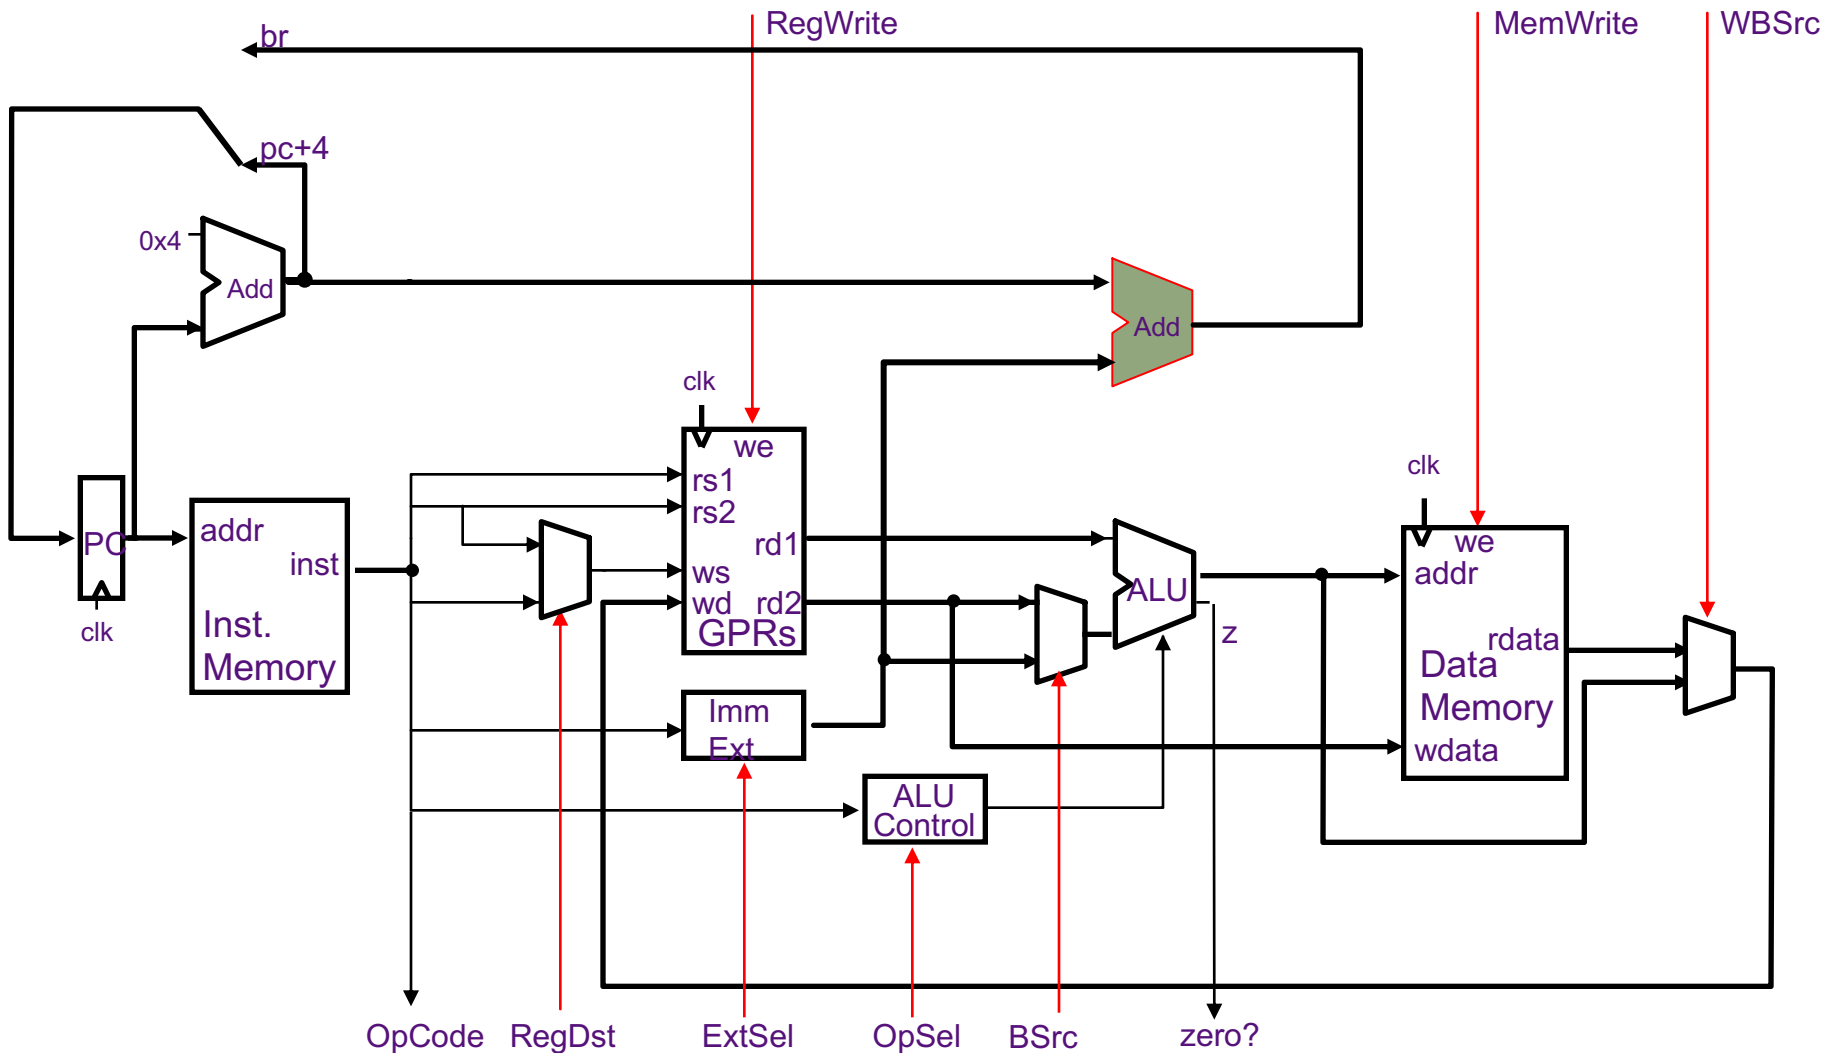 RegWrite
MemWrite
WBSrc
br
pc+4
0x4
Add
Add
clk
we
rs1
rs2
rd1
ws
wd
rd2
GPRs
PC
clk
addr
inst
Inst.
Memory
ALU
z
clk
we
addr
rdata
Data
Memory
wdata
Imm
Ext
ALU
Control
OpCode
RegDst
ExtSel
OpSel
BSrc
zero?